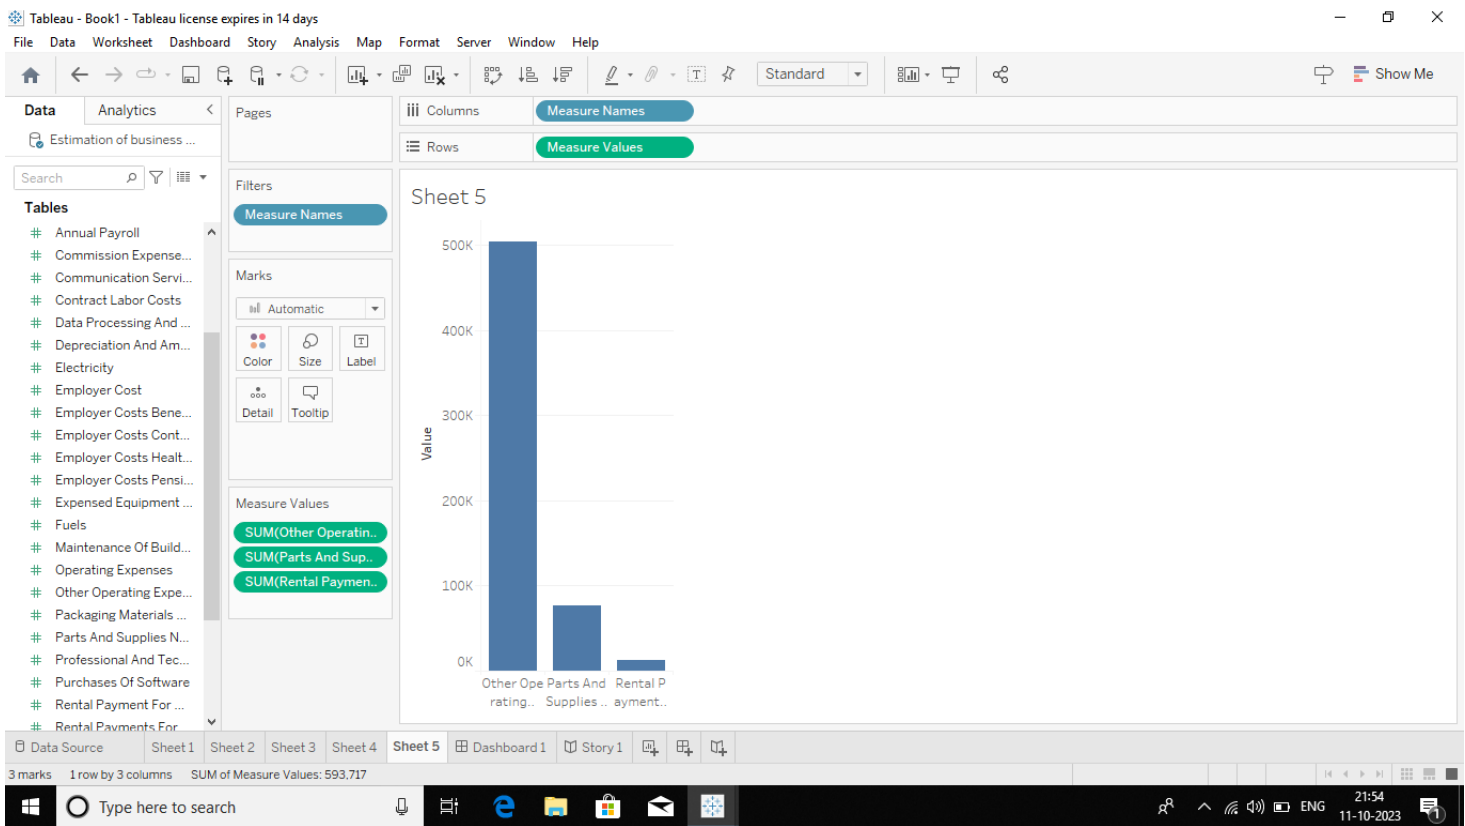 Tableau - Book1 - Tableau license expires in 14 days
File Data Worksheet Dashboard Story Analysis Map Format Server Window Help
Standard
Show Me
Data Analytics
Estimation of business ...
Search
Tables
Annual Payroll
Commission Expense...
Communication Servi...
Contract Labor Costs
Data Processing And ...
Depreciation And Am...
Electricity
Employer Cost
Employer Costs Bene...
Employer Costs Cont...
Employer Costs Healt...
Employer Costs Pensi...
Expensed Equipment ...
Fuels
Maintenance Of Build...
Operating Expenses
Other Operating Expe...
Packaging Materials ...
Parts And Supplies N...
Professional And Tec...
Purchases Of Software
Rental Payment For ...
Rental Payments For
Pages
Filters
Measure Names
Marks
Automatic
Color Size Label
Detail Tooltip
Measure Values
SUM(Other Operatin..
SUM(Parts And Sup..
SUM(Rental Paymen..
Columns Measure Names
Rows Measure Values
Sheet 5
500K
400K
300K
200K
100K
0K
Value
Other Ope
rating..
Parts And
Supplies ..
Rental P
ayment..
Data Source Sheet 1 Sheet 2 Sheet 3 Sheet 4 Sheet 5 Dashboard 1 Story 1
3 marks 1 row by 3 columns SUM of Measure Values: 593,717
Type here to search
ENG
21:54
11-10-2023
1